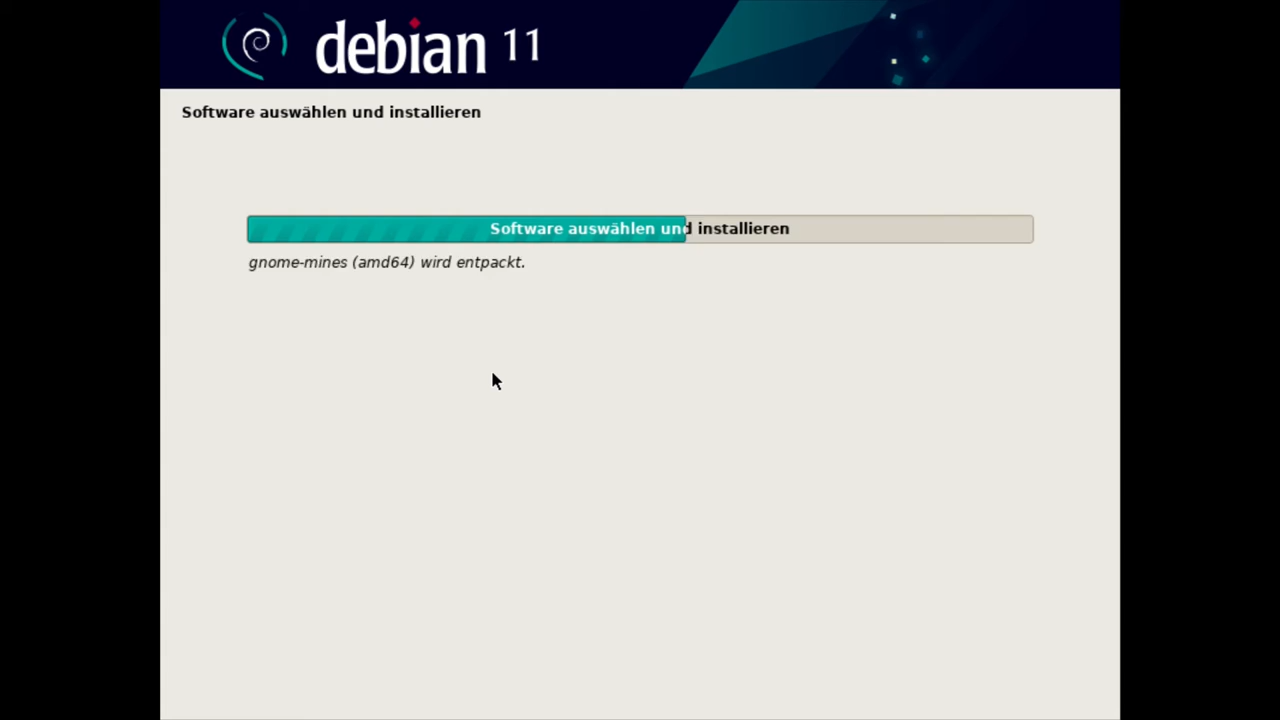 debian 11
Software auswählen und installieren
Software auswählen und installieren
gnome-mines (amd64) wird entpackt.